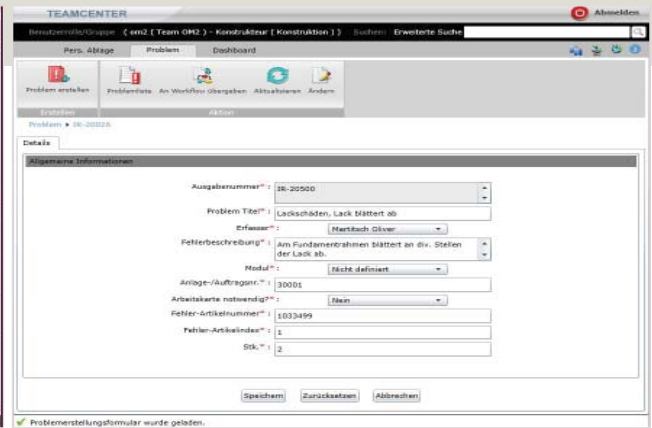 TEAMCENTER
Abmelden
Benutzerrolle/Gruppe ( om2 ( Team OM2 ) - Konstrukteur [ Konstruktion ] ) Suchen: Erweiterte Suche
Pers. Ablage Problem Dashboard
Problem erstellen Problemliste An Workflow übergeben Aktualisieren Ändern
Erstellen Aktion
Problem
Details
Allgemeine Informationen
Ausgabenummer* : IR-20500
Problem Titel* : Lackschäden, Lack blättert ab
Erfasser* : Martitsch Oliver
Fehlerbeschreibung* : Am Fundamentrahmen blättert an div. Stellen
der Lack ab.
Modul* : Nicht definiert
Anlage-/Auftragsnr.* : 30001
Arbeitskarte notwendig?* : Nein
Fehler-Artikelnummer* : 1033499
Fehler-Artikelindex* : 1
Stk.* : 2
Speichern Zurücksetzen Abbrechen
Problemerstellungsformular wurde geladen.